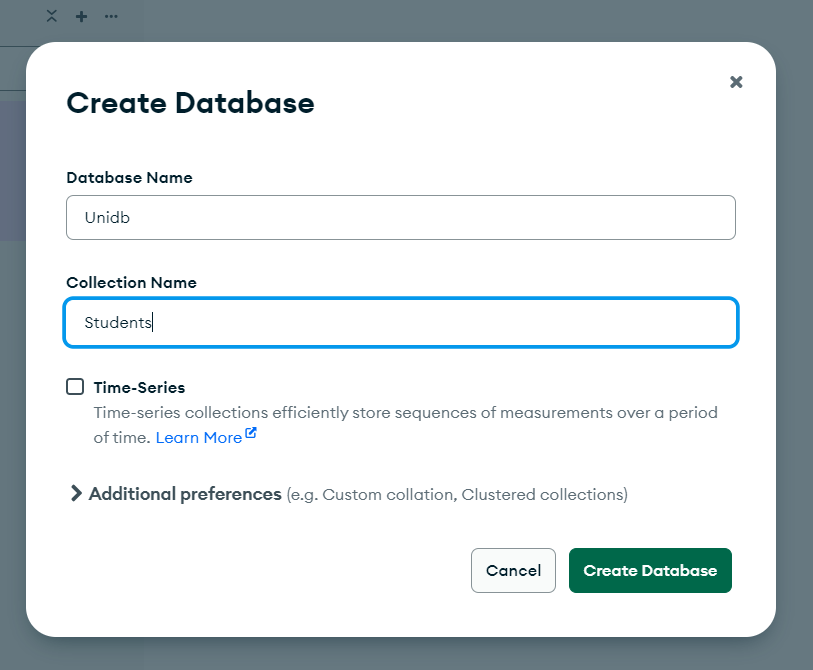 Create Database
Database Name
Unidb
Collection Name
Students
Time-Series
Time-series collections efficiently store sequences of measurements over a period
of time. Learn More
Additional preferences (e.g. Custom collation, Clustered collections)
Cancel
Create Database